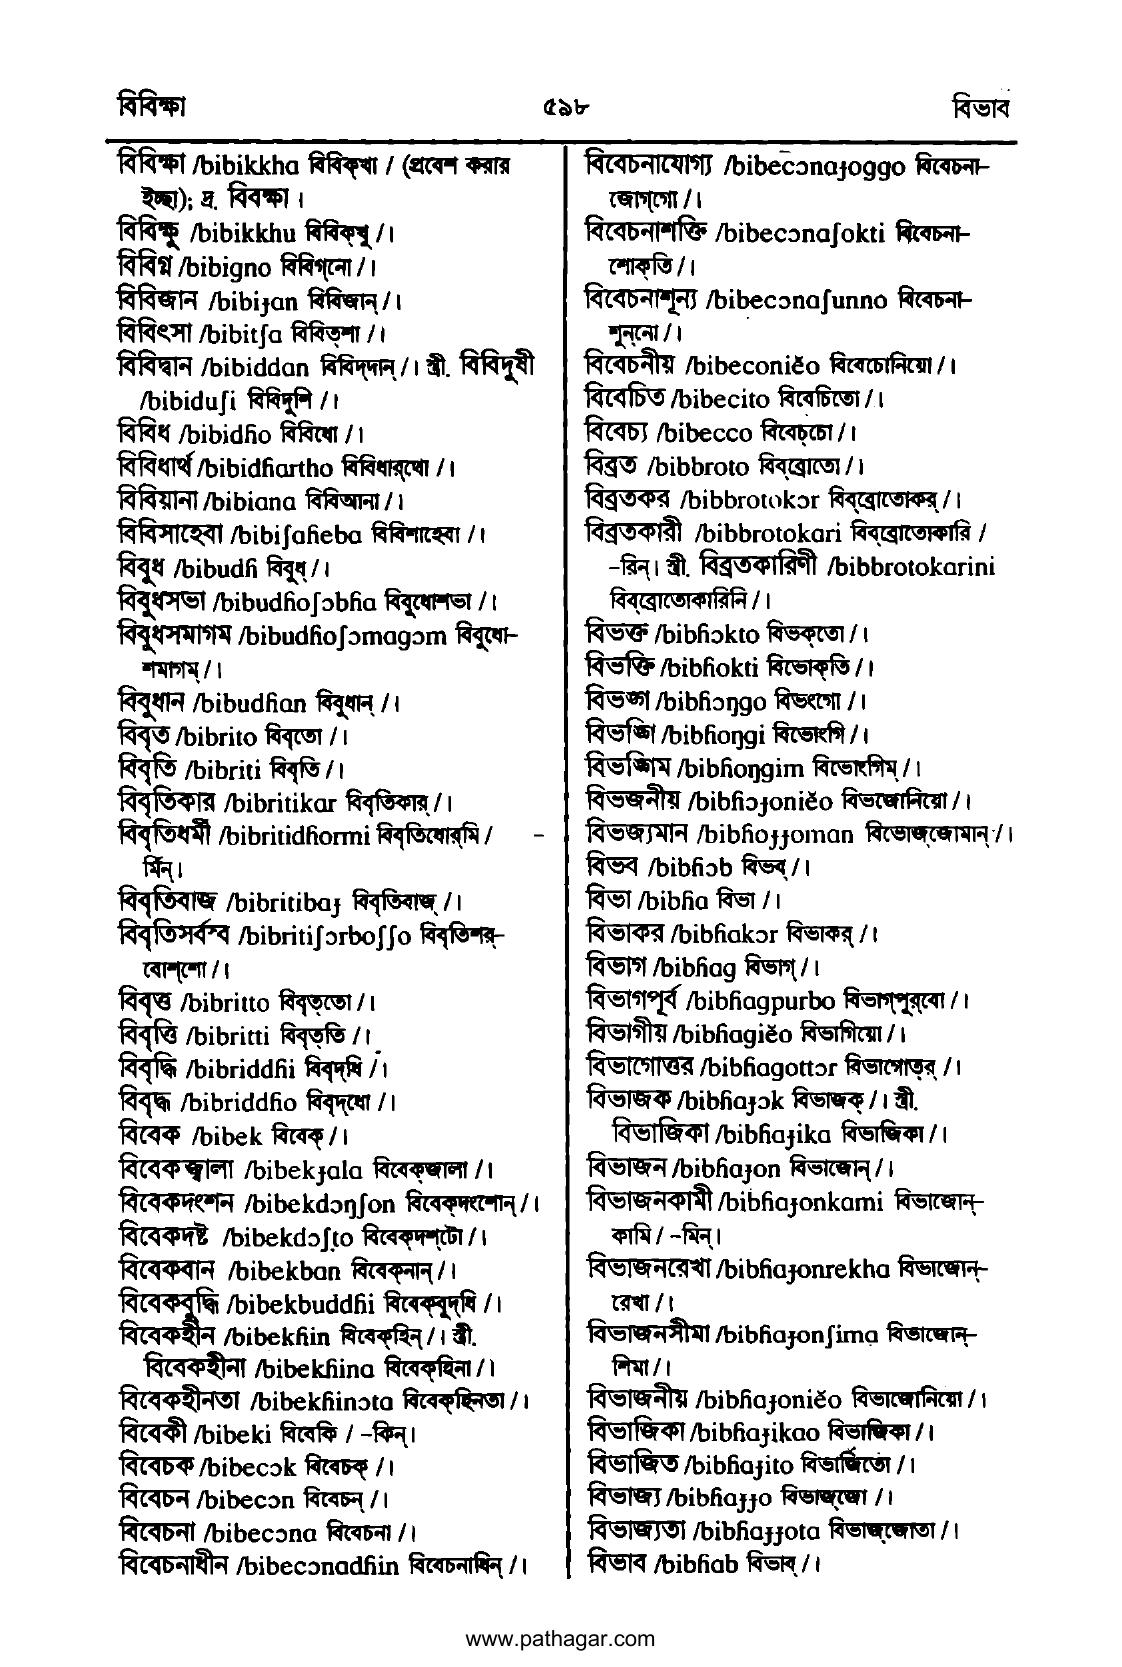 বিবিক্ষা ৫৯৮ বিভাব
বিবিক্ষা /bibikkha বিবিক্‌খা / (প্রবেশ করার
ইচ্ছা); দ্র. বিবক্ষা ।
বিবিক্ষু /bibikkhu বিবিক্‌খু /।
বিবিগ্ন /bibigno বিবিগ্‌নো /।
বিবিজান /bibiɟan বিবিজান্‌ /।
বিবিৎসা /bibitʃa বিবিত্‌শা /।
বিবিদ্বান /bibiddan বিবিদ্‌দান্‌ /। স্ত্রী. বিবিদুষী
/bibiduʃi বিবিদুশি /।
বিবিধ /bibidɦo বিবিধো /।
বিবিধার্থ /bibidɦartho বিবিধার্‌থো /।
বিবিয়ানা /bibiana বিবিআনা /।
বিবিসাহেবা /bibiʃaɦeba বিবিশাহেবা /।
বিবুধ /bibudɦ বিবুধ্‌ /।
বিবুধসভা /bibudɦoʃɔbɦa বিবুধোশভা /।
বিবুধসমাগম /bibudɦoʃɔmagɔm বিবুধো–
শমাগম্‌ /।
বিবুধান /bibudɦan বিবুধান্‌ /।
বিবৃত /bibrito বিবৃতো /।
বিবৃতি /bibriti বিবৃতি /।
বিবৃতিকার /bibritikar বিবৃতিকার্‌ /।
বিবৃতিধর্মী /bibritidɦormi বিবৃতিধোর্‌মি / -
র্মিন্‌।
বিবৃতিবাজ /bibritibaɟ বিবৃতিবাজ্‌ /।
বিবৃতিসর্বস্ব /bibritiʃɔrboʃʃo বিবৃতিশর্‌–
বোশ্‌শো /।
বিবৃত্ত /bibritto বিবৃত্‌তো /।
বিবৃত্তি /bibritti বিবৃত্‌তি /।
বিবৃদ্ধি /bibriddɦi বিবৃদ্‌ধি /।
বিবৃদ্ধ /bibriddɦo বিবৃদ্‌ধো /।
বিবেক /bibek বিবেক্‌ /।
বিবেকজ্বালা /bibekɟala বিবেক্‌জালা /।
বিবেকদংশন /bibekdɔŋʃon বিবেক্‌দংশোন্‌ /।
বিবেকদষ্ট /bibekdɔʃt̩o বিবেক্‌দশ্‌টো /।
বিবেকবান /bibekban বিবেক্‌বান্‌ /।
বিবেকবুদ্ধি /bibekbuddɦi বিবেক্‌বুদ্‌ধি /।
বিবেকহীন /bibekɦin বিবেক্‌হিন্‌ /। স্ত্রী.
বিবেকহীনা /bibekɦina বিবেক্‌হিনা /।
বিবেকহীনতা /bibekɦinɔta বিবেক্‌হিনতা /।
বিবেকী /bibeki বিবেকি / –কিন্‌।
বিবেচক /bibecɔk বিবেচক্‌ /।
বিবেচন /bibecɔn বিবেচন্‌ /।
বিবেচনা /bibecɔna বিবেচনা /।
বিবেচনাধীন /bibecɔnadɦin বিবেচনাধিন্‌ /।
বিবেচনাযোগ্য /bibecɔnaɟoggo বিবেচনা–
জোগ্‌গো /।
বিবেচনাশক্তি /bibecɔnaʃokti বিবেচনা–
শোক্‌তি /।
বিবেচনাশূন্য /bibecɔnaʃunno বিবেচনা–
শুন্‌নো /।
বিবেচনীয় /bibeconiĕo বিবেচোনিয়ো /।
বিবেচিত /bibecito বিবেচিতো /।
বিবেচ্য /bibecco বিবেচ্‌চো /।
বিব্রত /bibbroto বিব্‌ব্রোতো /।
বিব্রতকর /bibbrotokɔr বিব্‌ব্রোতোকর্‌ /।
বিব্রতকারী /bibbrotokari বিব্‌ব্রোতোকারি /
–রিন্‌। স্ত্রী. বিব্রতকারিণী /bibbrotokarini
বিব্‌ব্রোতোকারিনি /।
বিভক্ত /bibɦɔkto বিভক্‌তো /।
বিভক্তি /bibɦokti বিভোক্‌তি /।
বিভঙ্গ /bibɦɔŋgo বিভংগো /।
বিভঙ্গি /bibɦoŋgi বিভোংগি /।
বিভঙ্গিম /bibɦoŋgim বিভোংগিম্‌ /।
বিভজনীয় /bibɦɔɟoniĕo বিভজোনিয়ো /।
বিভজ্যমান /bibɦoɟɟoman বিভোজ্‌জোমান্‌ /।
বিভব /bibɦɔb বিভব্‌ /।
বিভা /bibɦa বিভা /।
বিভাকর /bibɦakɔr বিভাকর্‌ /।
বিভাগ /bibɦag বিভাগ্‌ /।
বিভাগপূর্ব /bibɦagpurbo বিভাগ্‌পূর্‌বো /।
বিভাগীয় /bibɦagiĕo বিভাগিয়ো /।
বিভাগোত্তর /bibɦagottɔr বিভাগোত্তর্‌ /।
বিভাজক /bibɦaɟɔk বিভাজক্‌ /। স্ত্রী.
বিভাজিকা /bibɦaɟika বিভাজিকা /।
বিভাজন /bibɦaɟon বিভাজোন্‌ /।
বিভাজনকামী /bibɦaɟonkami বিভাজোন্‌–
কামি / –মিন্‌।
বিভাজনরেখা /bibɦaɟonrekha বিভাজোন্‌–
রেখা /।
বিভাজনসীমা /bibɦaɟonʃima বিভাজোন্‌–
শিমা /।
বিভাজনীয় /bibɦaɟoniĕo বিভাজোনিয়ো /।
বিভাজিকা /bibɦaɟikao বিভাজিকা /।
বিভাজিত /bibɦaɟito বিভাজিতো /।
বিভাজ্য /bibɦaɟɟo বিভাজ্‌জো /।
বিভাজ্যতা /bibɦaɟɟota বিভাজ্‌জোতা /।
বিভাব /bibɦab বিভাব্‌ /।
www.pathagar.com